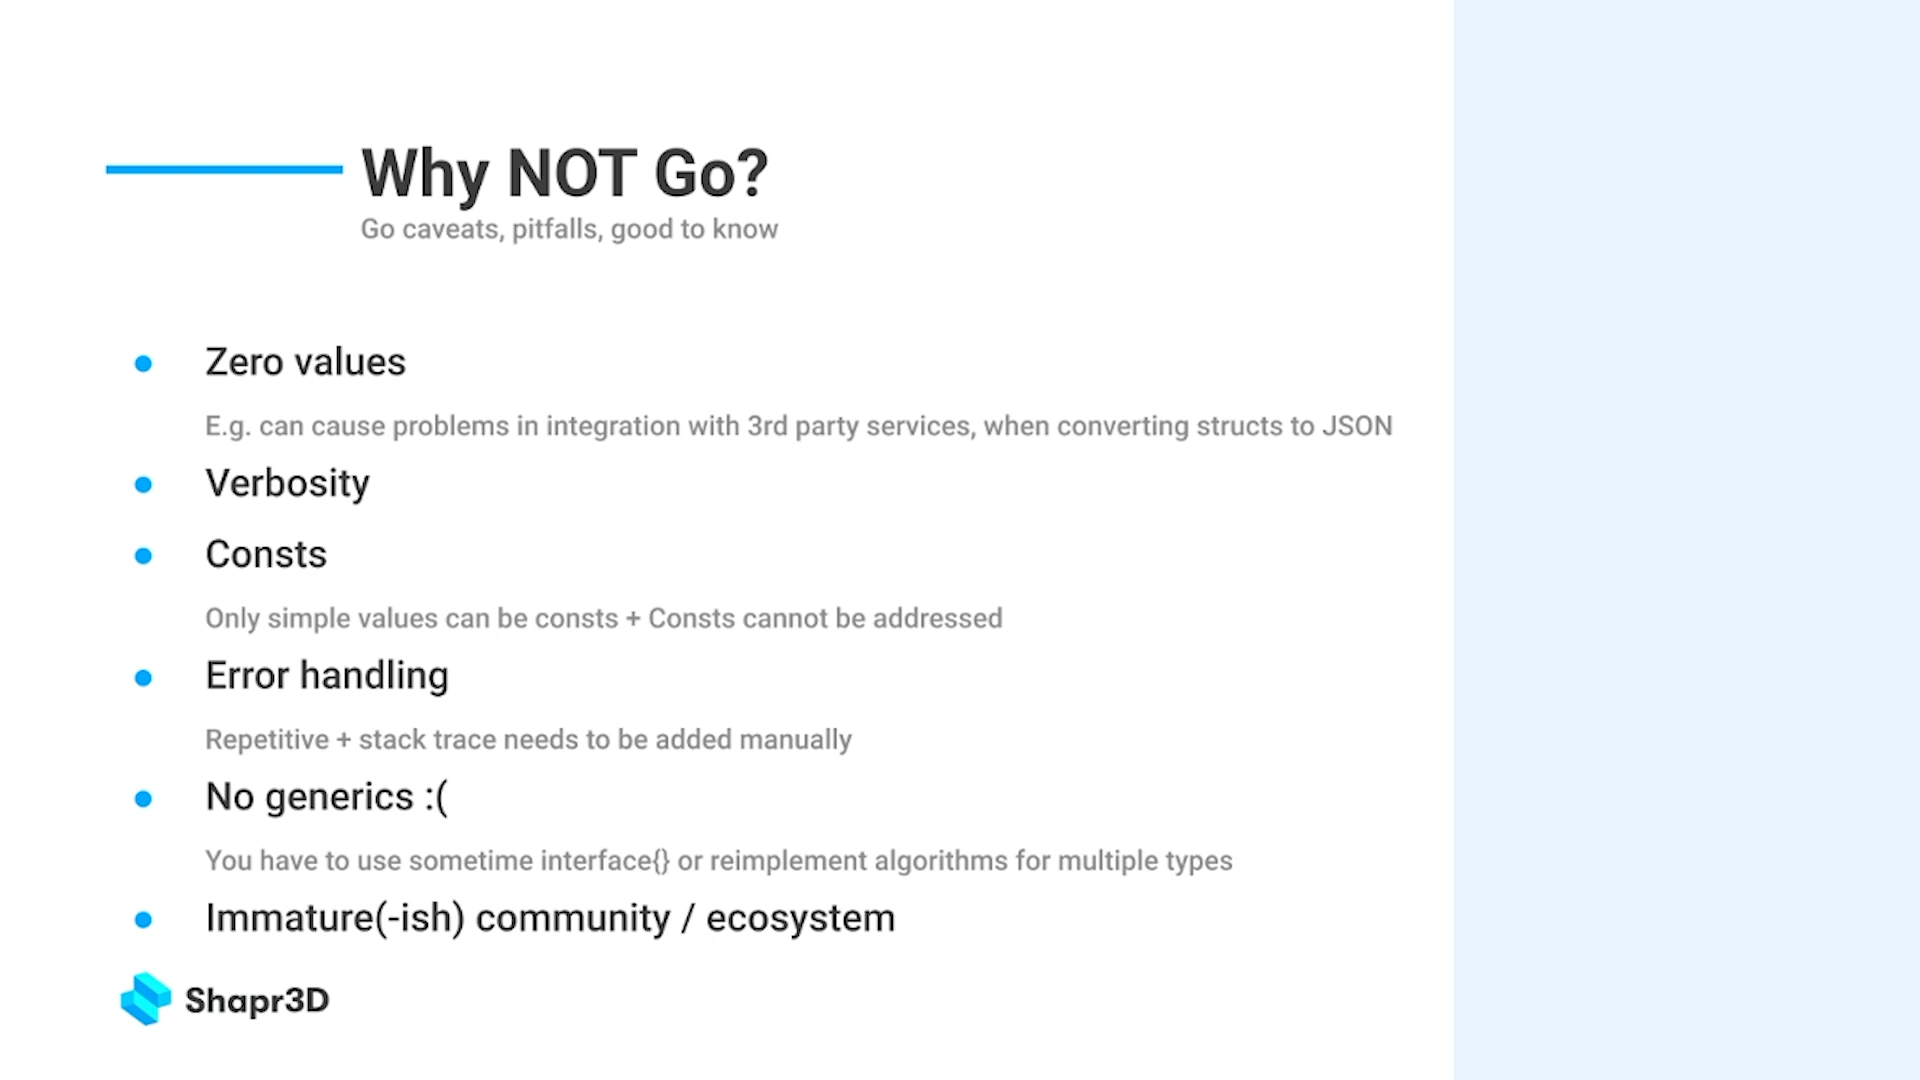 Why NOT Go?
Go caveats, pitfalls, good to know
Zero values
E.g. can cause problems in integration with 3rd party services, when converting structs to JSON
Verbosity
Consts
Only simple values can be consts + Consts cannot be addressed
Error handling
Repetitive + stack trace needs to be added manually
No generics :(
You have to use sometime interface{} or reimplement algorithms for multiple types
Immature(-ish) community / ecosystem
Shapr3D